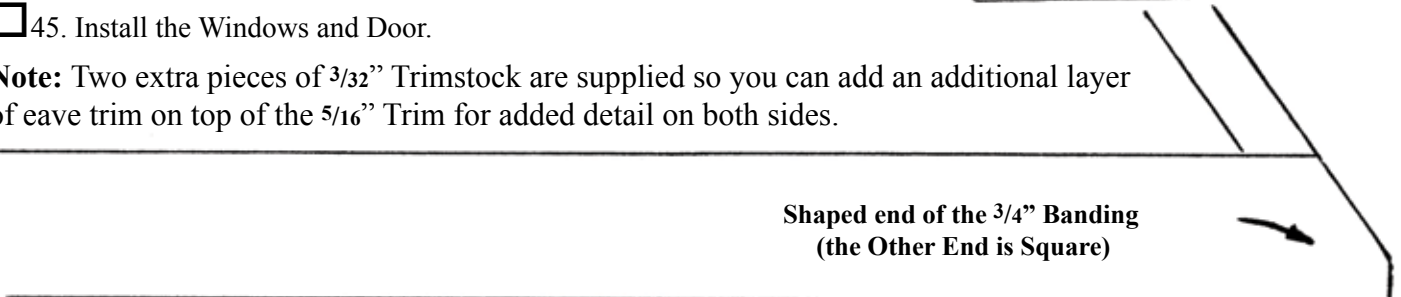 45. Install the Windows and Door.
Note: Two extra pieces of 3/32” Trimstock are supplied so you can add an additional layer
of eave trim on top of the 5/16” Trim for added detail on both sides.
Shaped end of the 3/4” Banding
(the Other End is Square)